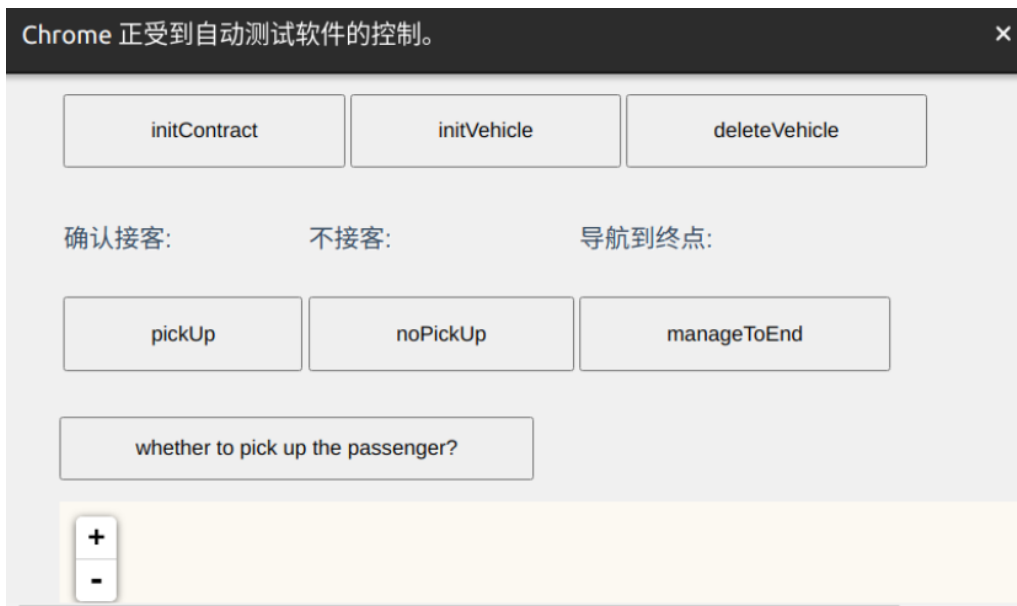 Chrome 正受到自动测试软件的控制。 ×
initContract initVehicle deleteVehicle
确认接客: 不接客: 导航到终点:
pickUp noPickUp manageToEnd
whether to pick up the passenger?
+
-